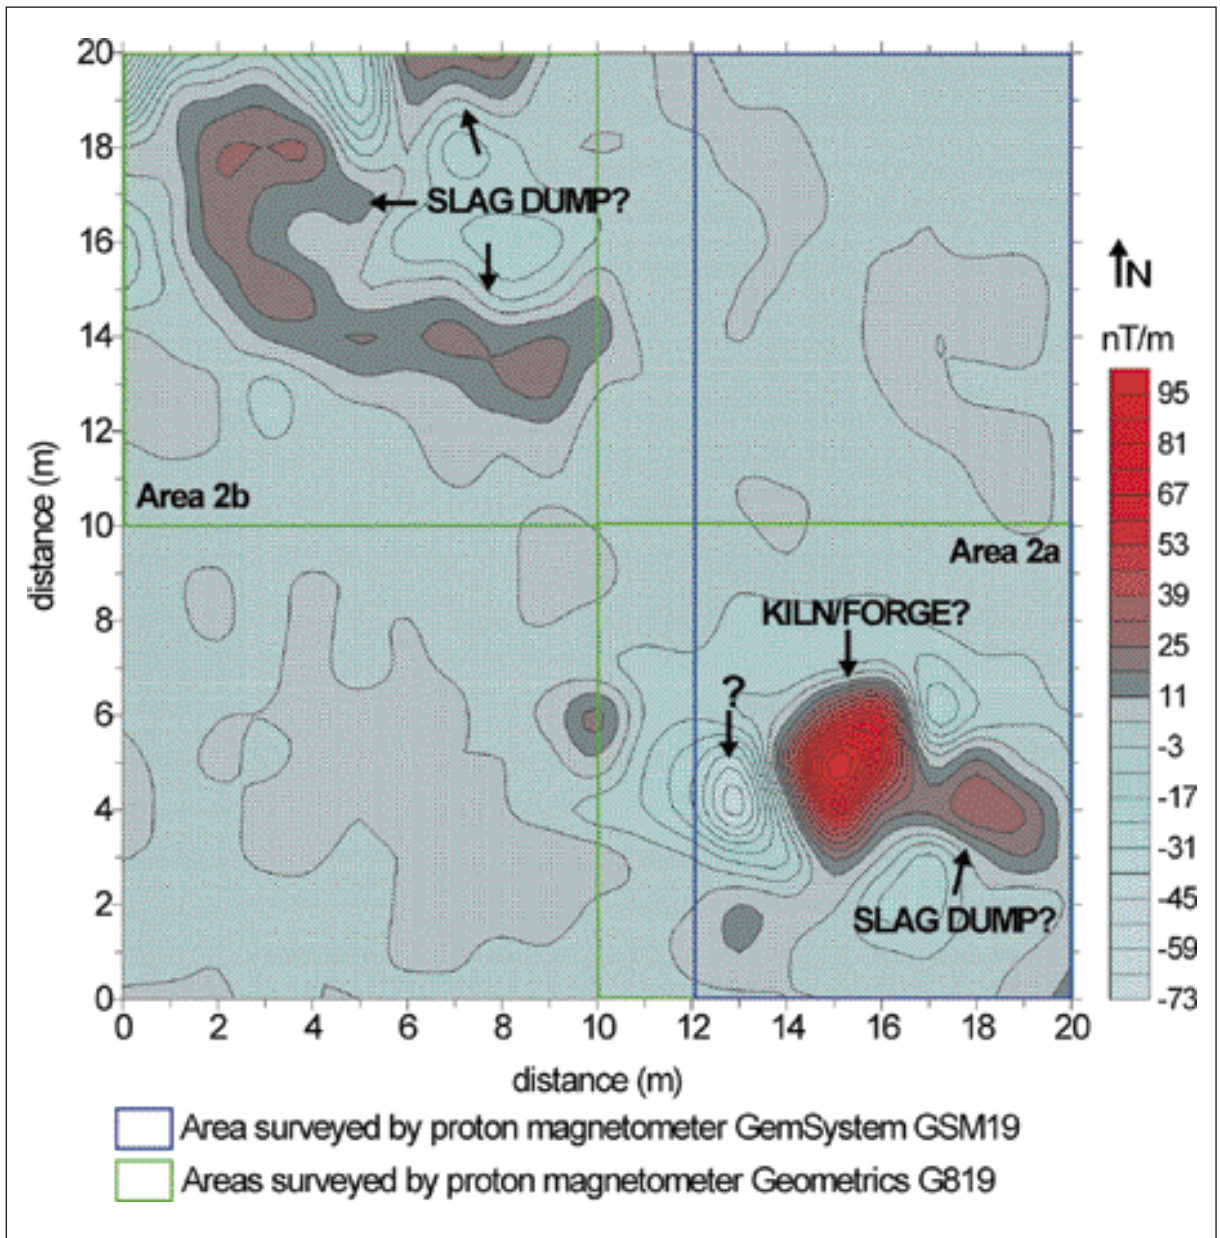 20
18
16
14
12
10
8
6
4
2
0
distance (m)
SLAG DUMP?
Area 2b
Area 2a
KILN/FORGE?
?
SLAG DUMP?
0 2 4 6 8 10 12 14 16 18 20
distance (m)
N
nT/m
95
81
67
53
39
25
11
-3
-17
-31
-45
-59
-73
Area surveyed by proton magnetometer GemSystem GSM19
Areas surveyed by proton magnetometer Geometrics G819